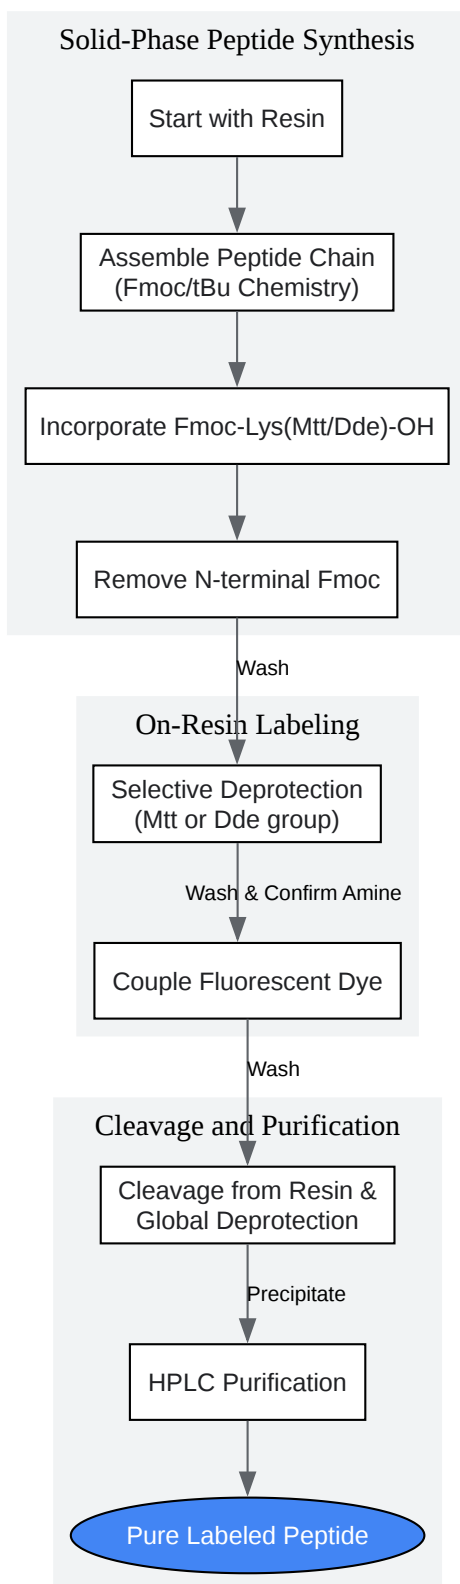 Solid-Phase Peptide Synthesis
Start with Resin
Assemble Peptide Chain
(Fmoc/tBu Chemistry)
Incorporate Fmoc-Lys(Mtt/Dde)-OH
Remove N-terminal Fmoc
Wash
On-Resin Labeling
Selective Deprotection
(Mtt or Dde group)
Wash & Confirm Amine
Couple Fluorescent Dye
Wash
Cleavage and Purification
Cleavage from Resin &
Global Deprotection
Precipitate
HPLC Purification
Pure Labeled Peptide